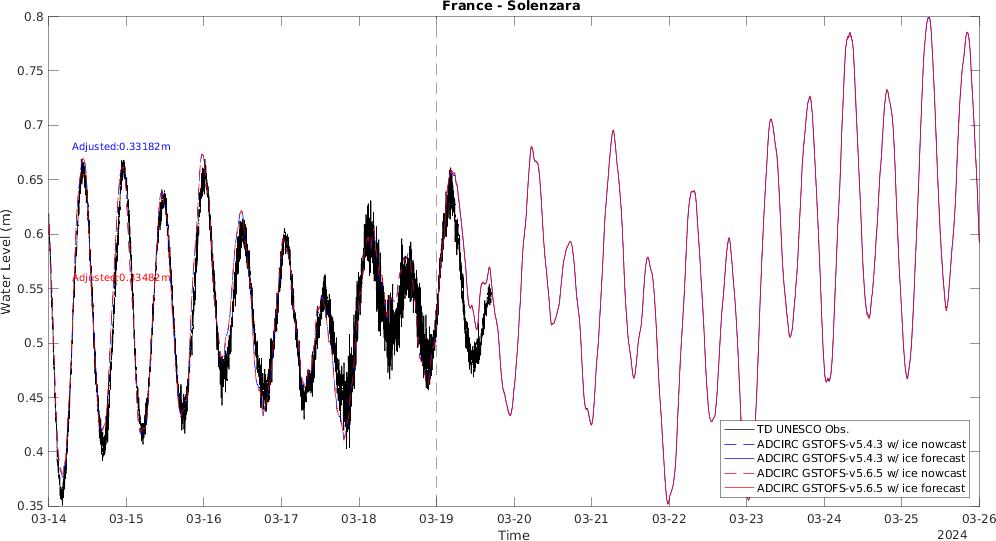 France - Solenzara
0.8
0.75
0.7
0.65
0.6
0.55
0.5
0.45
0.4
0.35
Water Level (m)
Adjusted:0.33182m
Adjusted:0.33482m
TD UNESCO Obs.
ADCIRC GSTOFS-v5.4.3 w/ ice nowcast
ADCIRC GSTOFS-v5.4.3 w/ ice forecast
ADCIRC GSTOFS-v5.6.5 w/ ice nowcast
ADCIRC GSTOFS-v5.6.5 w/ ice forecast
03-14 03-15 03-16 03-17 03-18 03-19 03-20 03-21 03-22 03-23 03-24 03-25 03-26
Time
2024